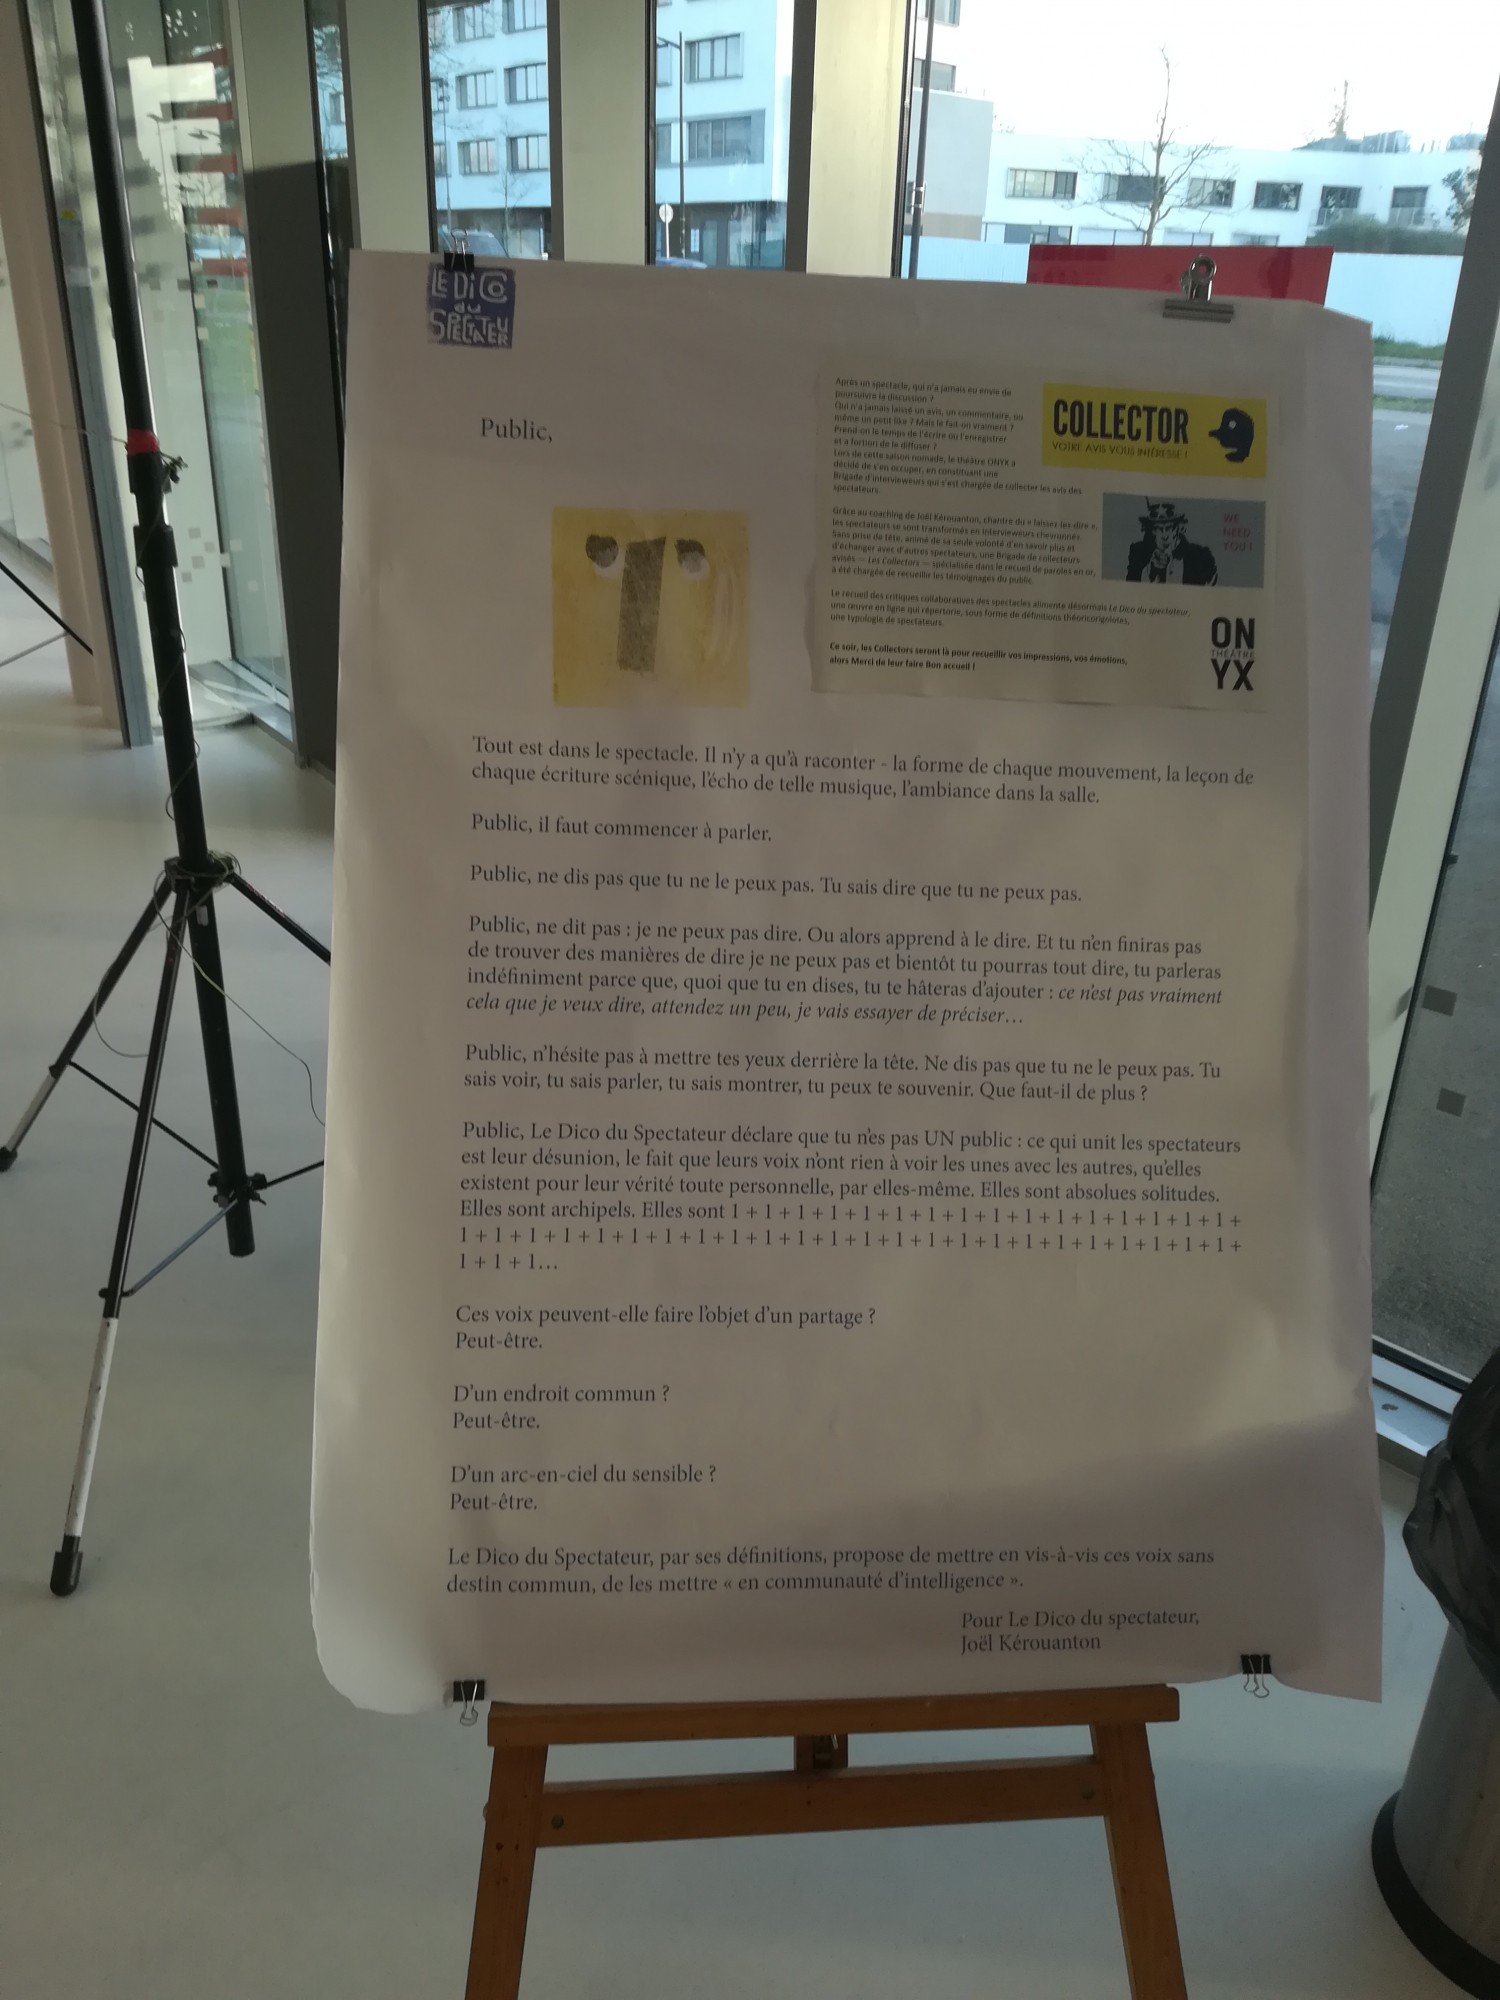 LE DiCO
du
SPECTATEUR
Public,
Après un spectacle, qui n'a jamais eu envie de
poursuivre la discussion ?
Qui n'a jamais laissé un avis, un commentaire, ou
même un petit like ? Mais le fait-on vraiment ?
Prend-on le temps de l'écrire ou l'enregistrer
et a fortiori de le diffuser ?
Lors de cette saison nomade, le théâtre ONYX a
décidé de s'en occuper, en constituant une
Brigade d'intervieweurs qui s'est chargée de collecter les avis des
spectateurs.
Grâce au coaching de Joël Kérouanton, chantre du « laisser-les-dire »,
les spectateurs se sont transformés en intervieweurs chevronnés.
Sans prise de tête, animé de sa seule volonté d'en savoir plus et
d'échanger avec d'autres spectateurs, une Brigade de collecteurs
avisés — Les Collectors — spécialisée dans le recueil de paroles en or,
a été chargée de recueillir les témoignages du public.
Le recueil des critiques collaboratives des spectacles alimente désormais Le Dico du spectateur,
une œuvre en ligne qui répertorie, sous forme de définitions théoricorigolotes,
une typologie de spectateurs.
Ce soir, les Collectors seront là pour recueillir vos impressions, vos émotions,
alors Merci de leur faire Bon accueil !
COLLECTOR
VOTRE AVIS VOUS INTÉRESSE !
WE
NEED
YOU !
ON
THÉÂTRE
YX
Tout est dans le spectacle. Il n'y a qu'à raconter - la forme de chaque mouvement, la leçon de
chaque écriture scénique, l'écho de telle musique, l'ambiance dans la salle.
Public, il faut commencer à parler.
Public, ne dis pas que tu ne le peux pas. Tu sais dire que tu ne peux pas.
Public, ne dit pas : je ne peux pas dire. Ou alors apprend à le dire. Et tu n'en finiras pas
de trouver des manières de dire je ne peux pas et bientôt tu pourras tout dire, tu parleras
indéfiniment parce que, quoi que tu en dises, tu te hâteras d'ajouter : ce n'est pas vraiment
cela que je veux dire, attendez un peu, je vais essayer de préciser…
Public, n'hésite pas à mettre tes yeux derrière la tête. Ne dis pas que tu ne le peux pas. Tu
sais voir, tu sais parler, tu sais montrer, tu peux te souvenir. Que faut-il de plus ?
Public, Le Dico du Spectateur déclare que tu n'es pas UN public : ce qui unit les spectateurs
est leur désunion, le fait que leurs voix n'ont rien à voir les unes avec les autres, qu'elles
existent pour leur vérité toute personnelle, par elles-même. Elles sont absolues solitudes.
Elles sont archipels. Elles sont 1 + 1 + 1 + 1 + 1 + 1 + 1 + 1 + 1 + 1 + 1 + 1 + 1 + 1 + 1 + 1 +
1 + 1 + 1 + 1 + 1 + 1 + 1 + 1 + 1 + 1 + 1 + 1 + 1 + 1 + 1 + 1 + 1 + 1 + 1 + 1 + 1 + 1 + 1 + 1 +
1 + 1 + 1…
Ces voix peuvent-elle faire l'objet d'un partage ?
Peut-être.
D'un endroit commun ?
Peut-être.
D'un arc-en-ciel du sensible ?
Peut-être.
Le Dico du Spectateur, par ses définitions, propose de mettre en vis-à-vis ces voix sans
destin commun, de les mettre « en communauté d'intelligence ».
Pour Le Dico du spectateur,
Joël Kérouanton